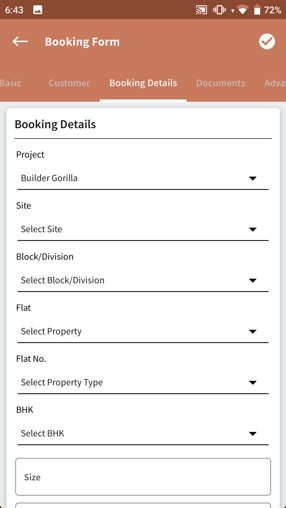 6:43
72%
Booking Form
Basic Customer Booking Details Documents Adva
Booking Details
Project
Builder Gorilla
Site
Select Site
Block/Division
Select Block/Division
Flat
Select Property
Flat No.
Select Property Type
BHK
Select BHK
Size